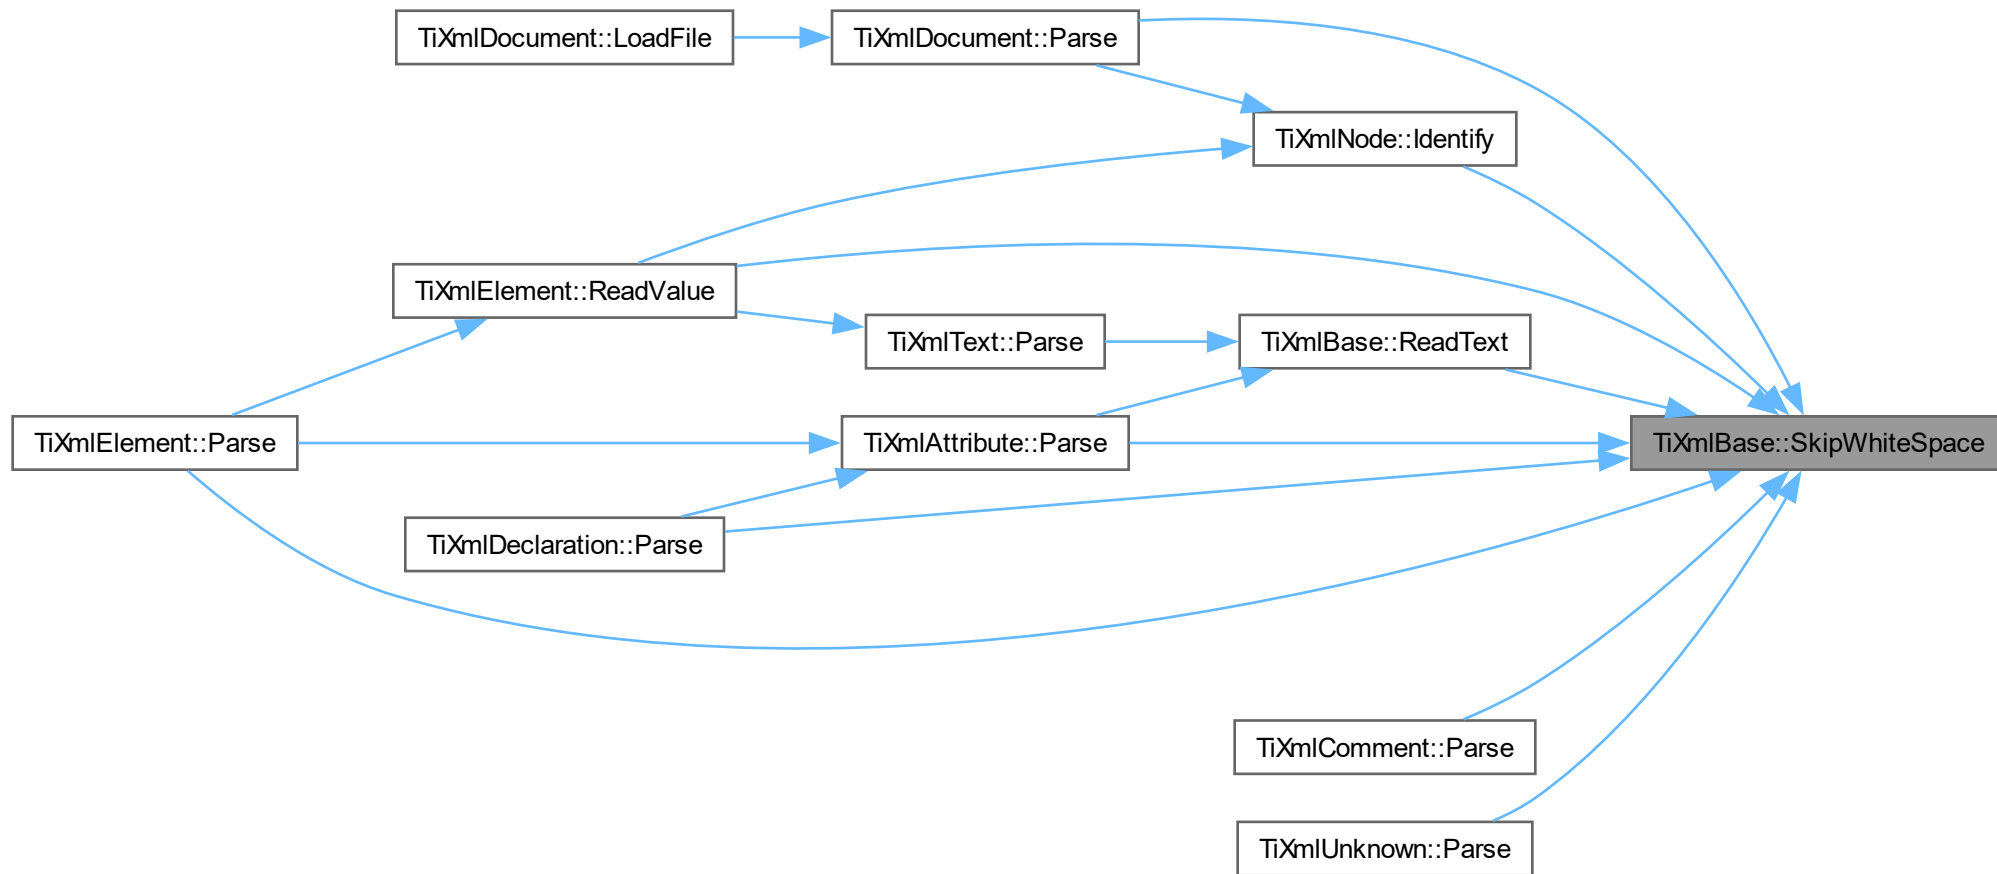 TiXmlDocument::LoadFile
TiXmlDocument::Parse
TiXmlNode::Identify
TiXmlElement::ReadValue
TiXmlText::Parse
TiXmlBase::ReadText
TiXmlElement::Parse
TiXmlAttribute::Parse
TiXmlBase::SkipWhiteSpace
TiXmlDeclaration::Parse
TiXmlComment::Parse
TiXmlUnknown::Parse